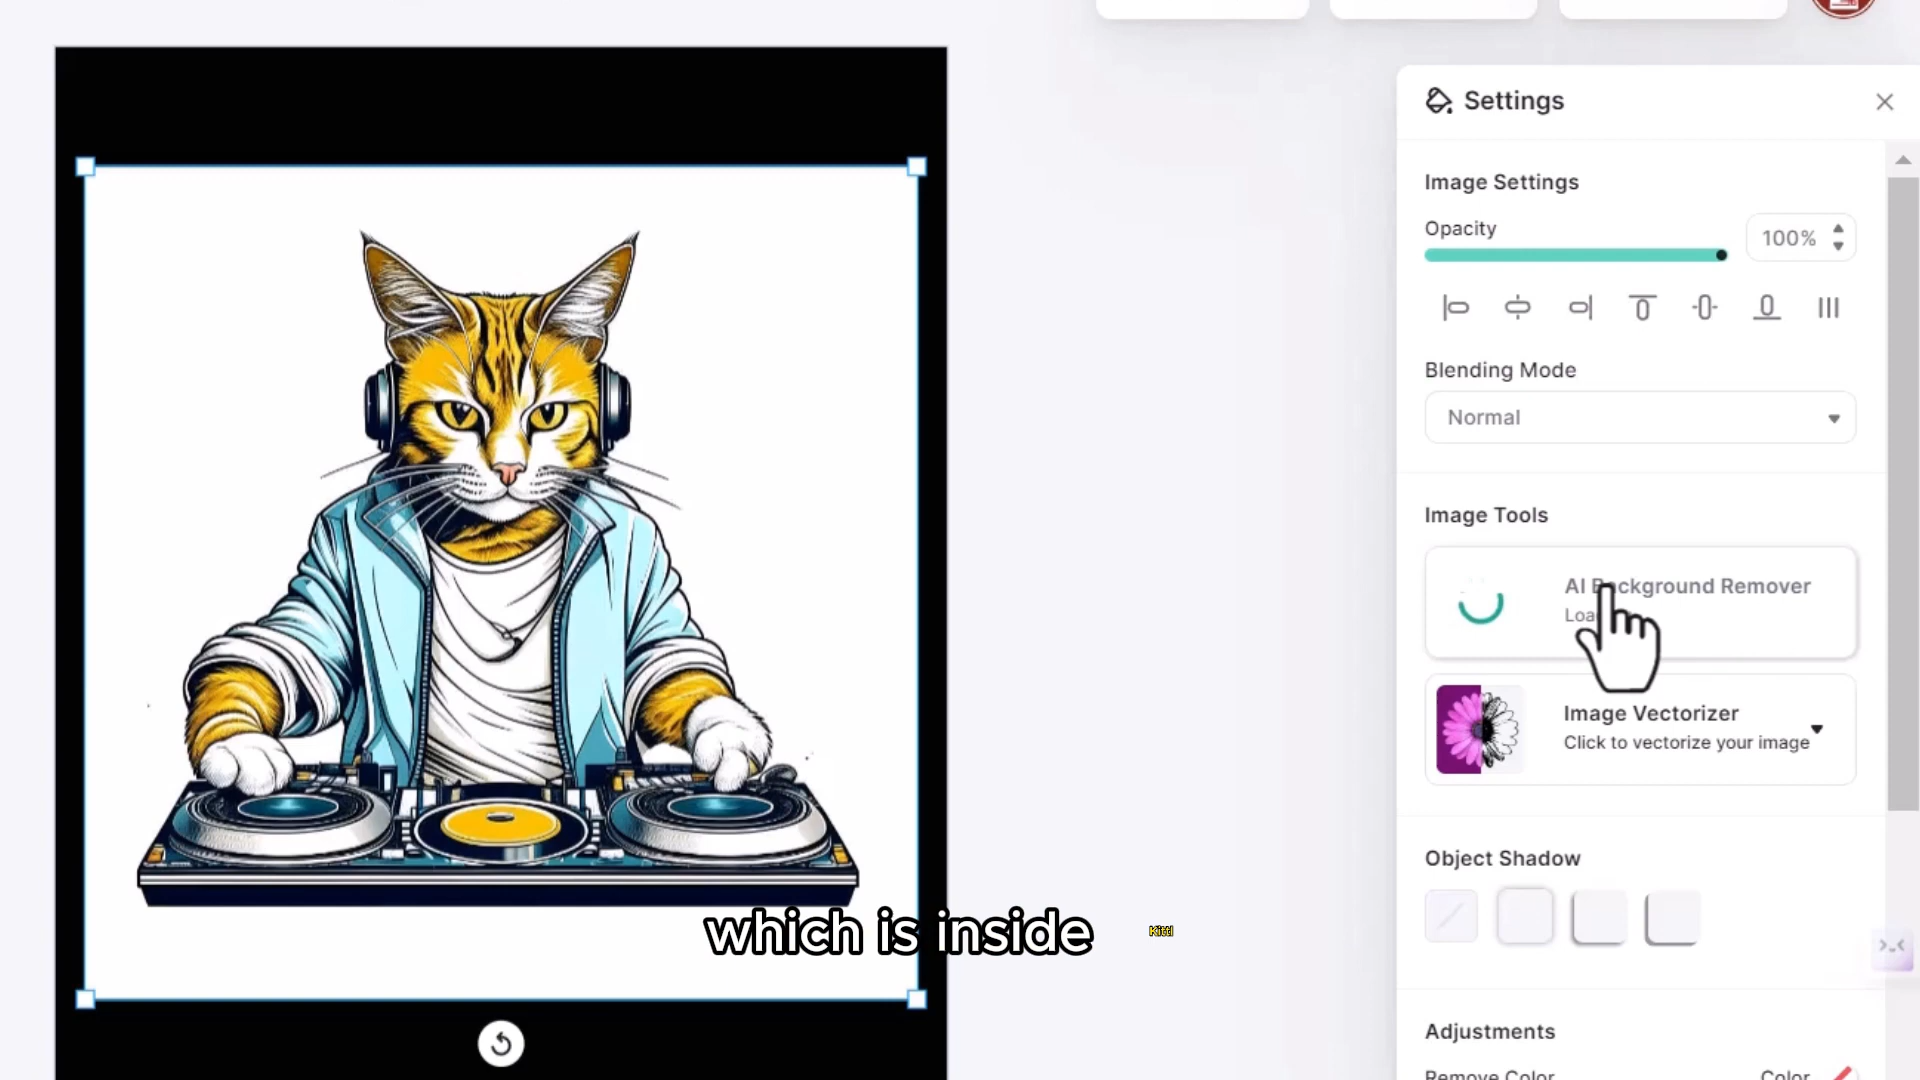 Settings
Image Settings
Opacity
100%
Blending Mode
Normal
Image Tools
AI Background Remover
Image Vectorizer
Click to vectorize your image
Object Shadow
which is inside Kittl
Adjustments
Remove Color
Color